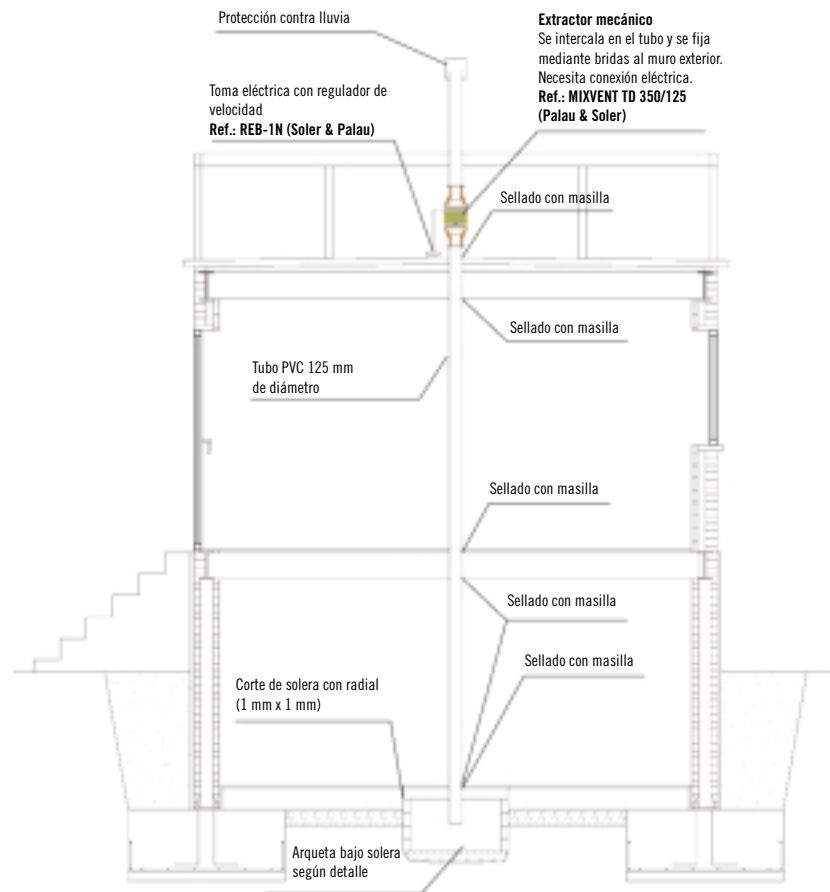 Protección contra lluvia
Extractor mecánico
Se intercala en el tubo y se fija
mediante bridas al muro exterior.
Necesita conexión eléctrica.
Ref.: MIXVENT TD 350/125
(Palau & Soler)
Toma eléctrica con regulador de
velocidad
Ref.: REB-1N (Soler & Palau)
Sellado con masilla
Sellado con masilla
Tubo PVC 125 mm
de diámetro
Sellado con masilla
Sellado con masilla
Sellado con masilla
Corte de solera con radial
(1 mm x 1 mm)
Arqueta bajo solera
según detalle